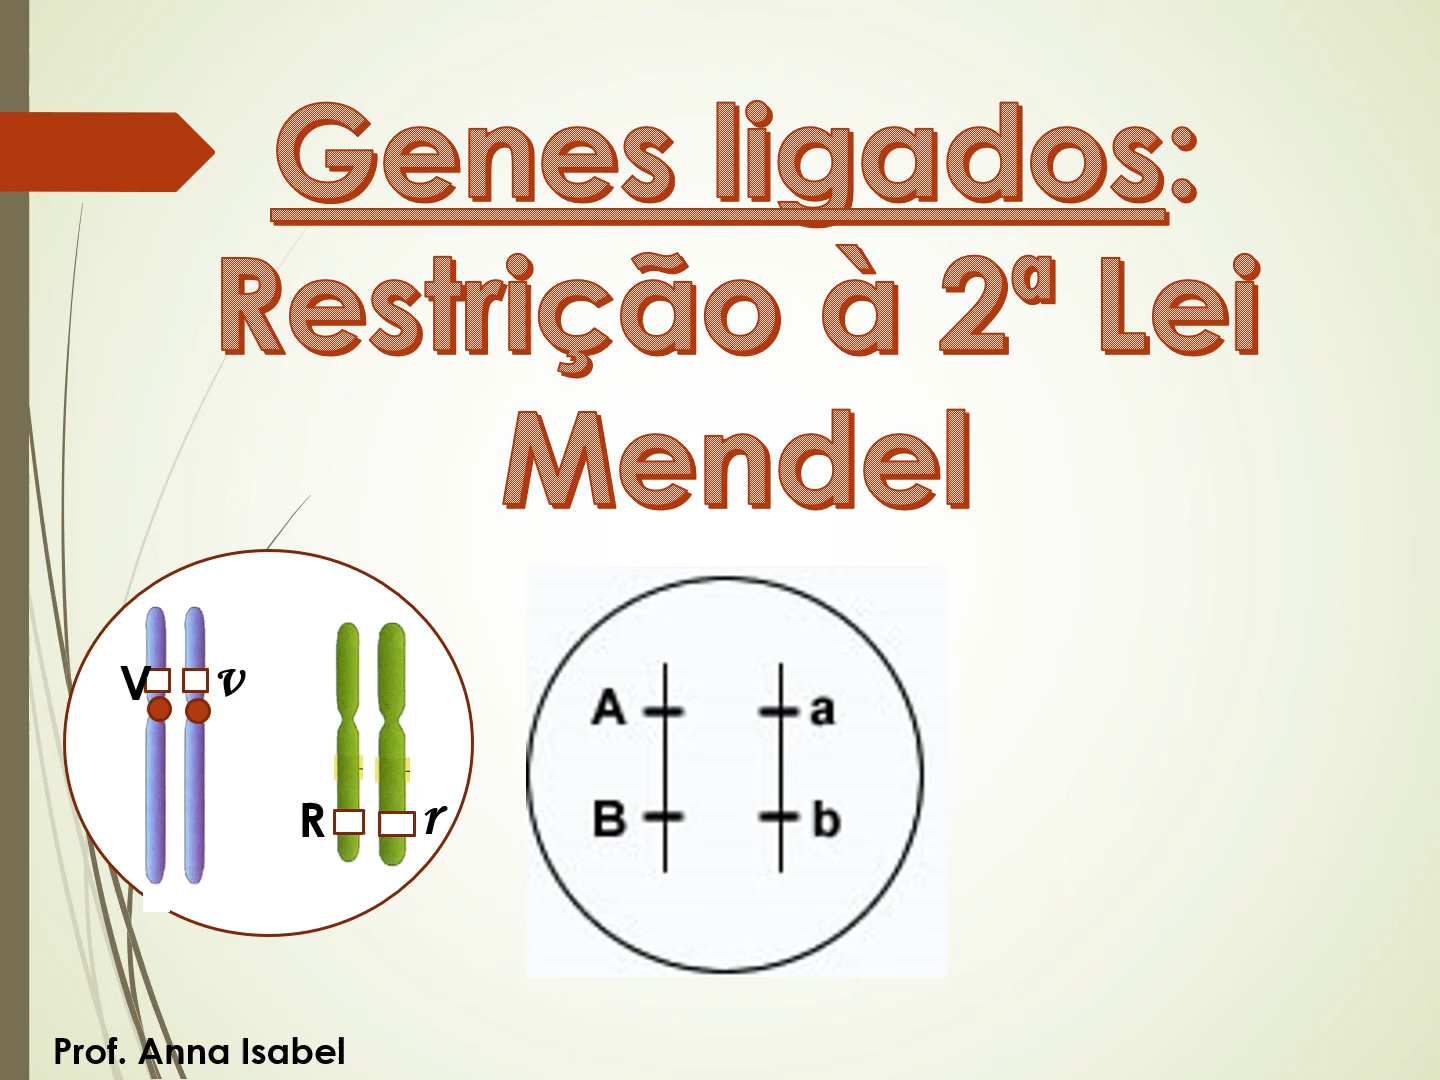 Genes ligados:
Restrição à 2ª Lei
Mendel
V v
R r
A a
B b
Prof. Anna Isabel